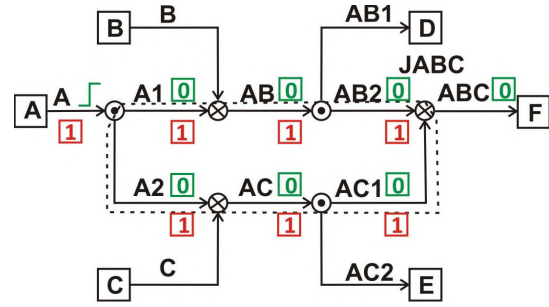 B B AB1 D
JABC
A A A1 0 AB 0 AB2 0 ABC 0 F
1 1 1 1
A2 0 AC 0 AC1 0
1 1 1
C C AC2 E